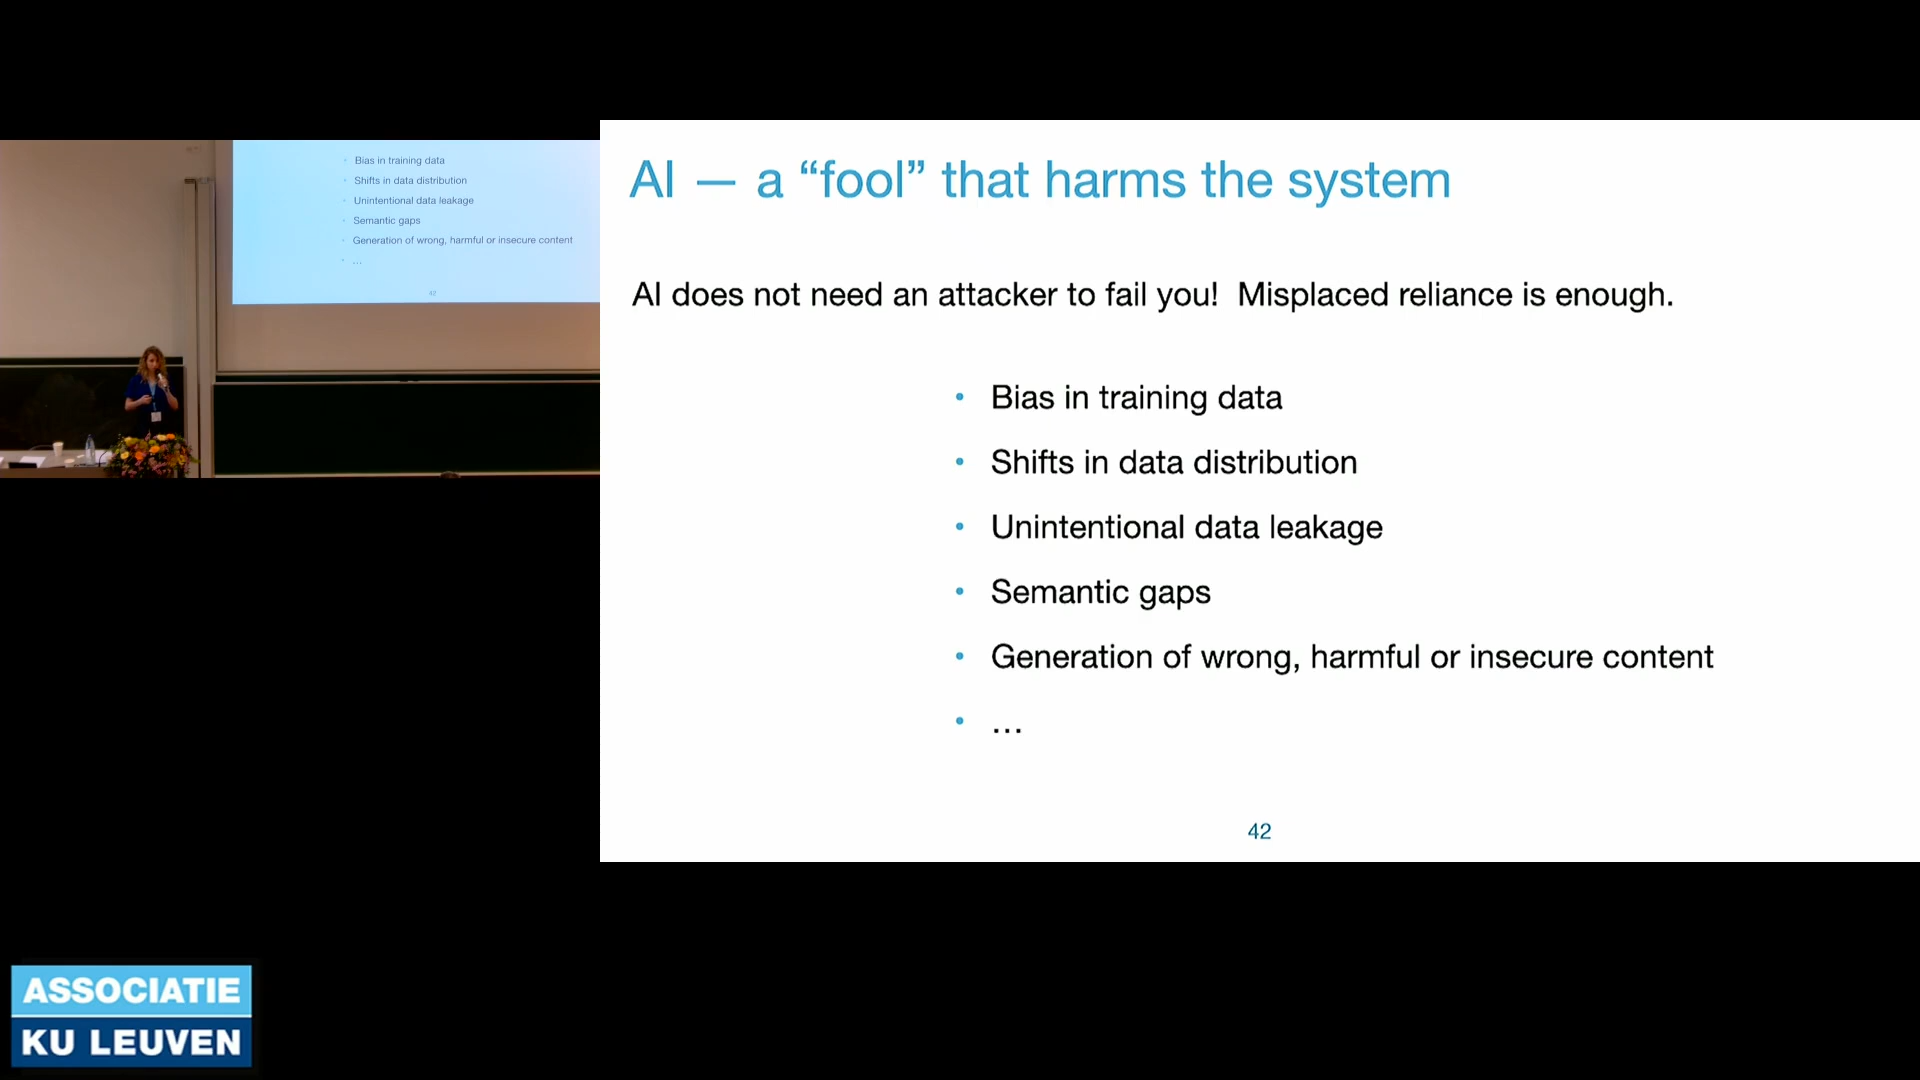 Bias in training data
Shifts in data distribution
Unintentional data leakage
Semantic gaps
Generation of wrong, harmful or insecure content
...
42
AI — a “fool” that harms the system
AI does not need an attacker to fail you! Misplaced reliance is enough.
• Bias in training data
• Shifts in data distribution
• Unintentional data leakage
• Semantic gaps
• Generation of wrong, harmful or insecure content
• ...
42
ASSOCIATIE
KU LEUVEN